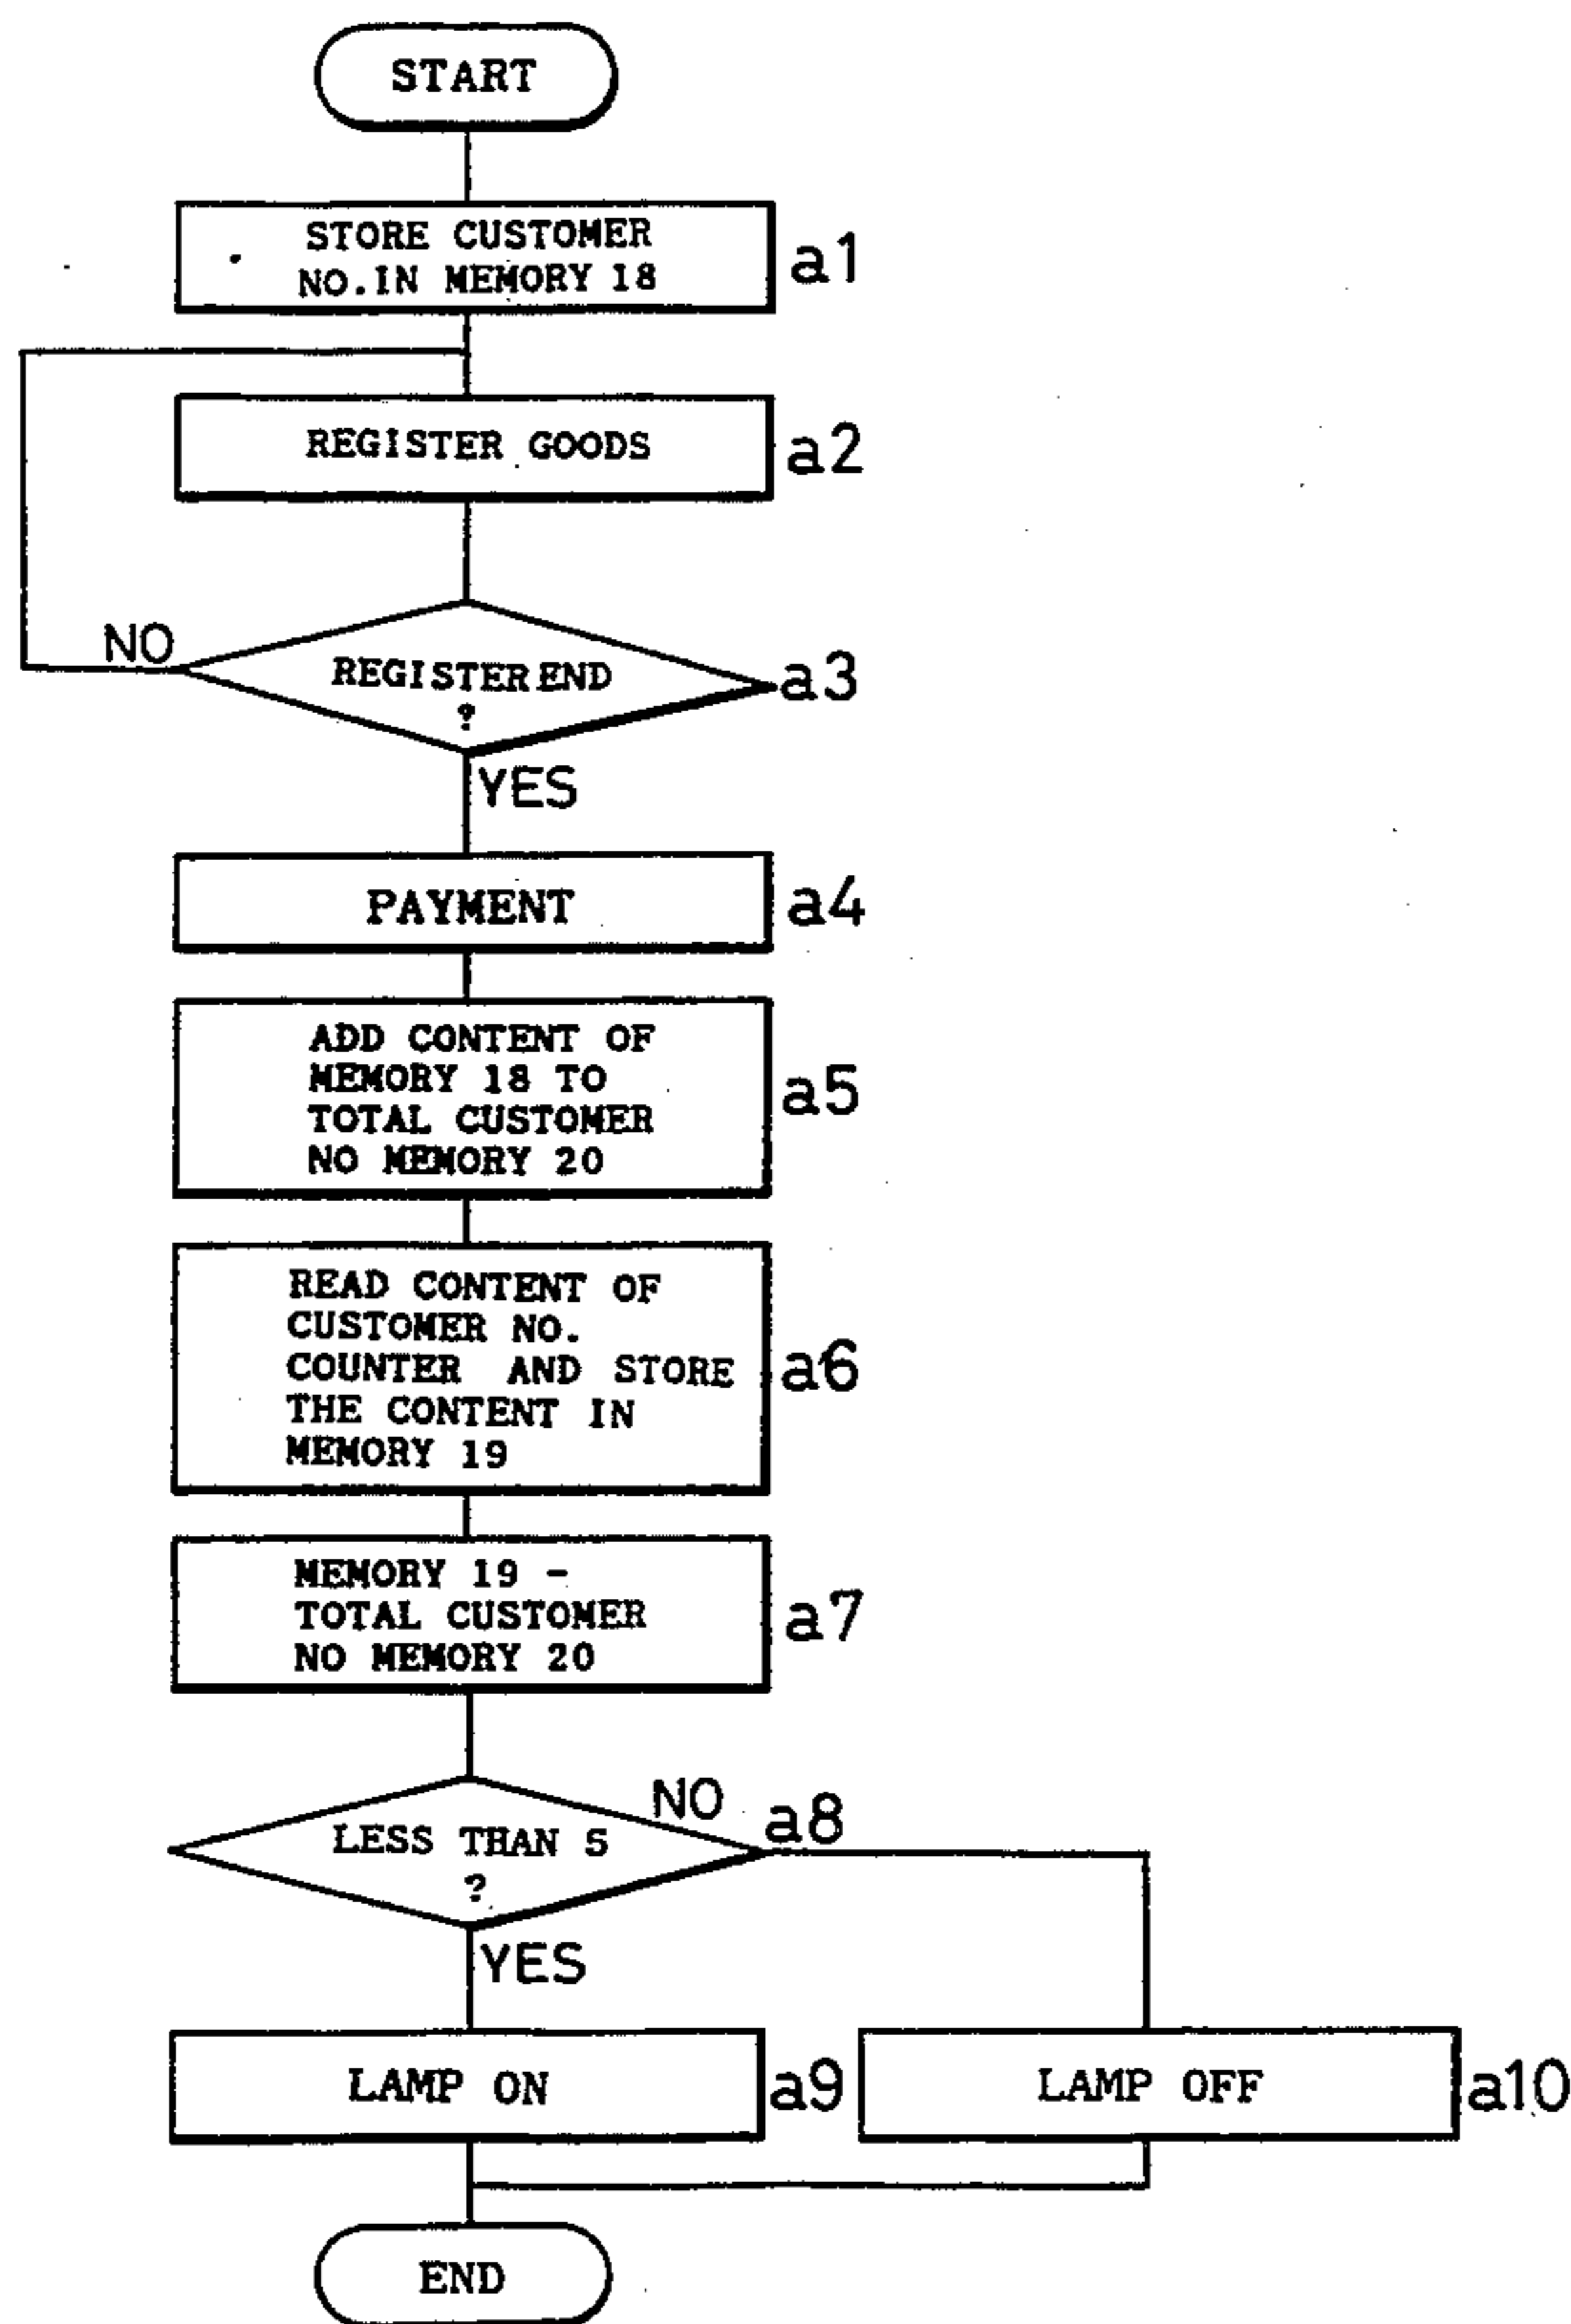 START
STORE CUSTOMER
NO.IN MEMORY 18
a1
REGISTER GOODS
a2
NO
REGISTER END
?
a3
YES
PAYMENT
a4
ADD CONTENT OF
MEMORY 18 TO
TOTAL CUSTOMER
NO MEMORY 20
a5
READ CONTENT OF
CUSTOMER NO.
COUNTER AND STORE
THE CONTENT IN
MEMORY 19
a6
MEMORY 19 -
TOTAL CUSTOMER
NO MEMORY 20
a7
NO
a8
LESS THAN 5
?
YES
LAMP ON
a9
LAMP OFF
a10
END